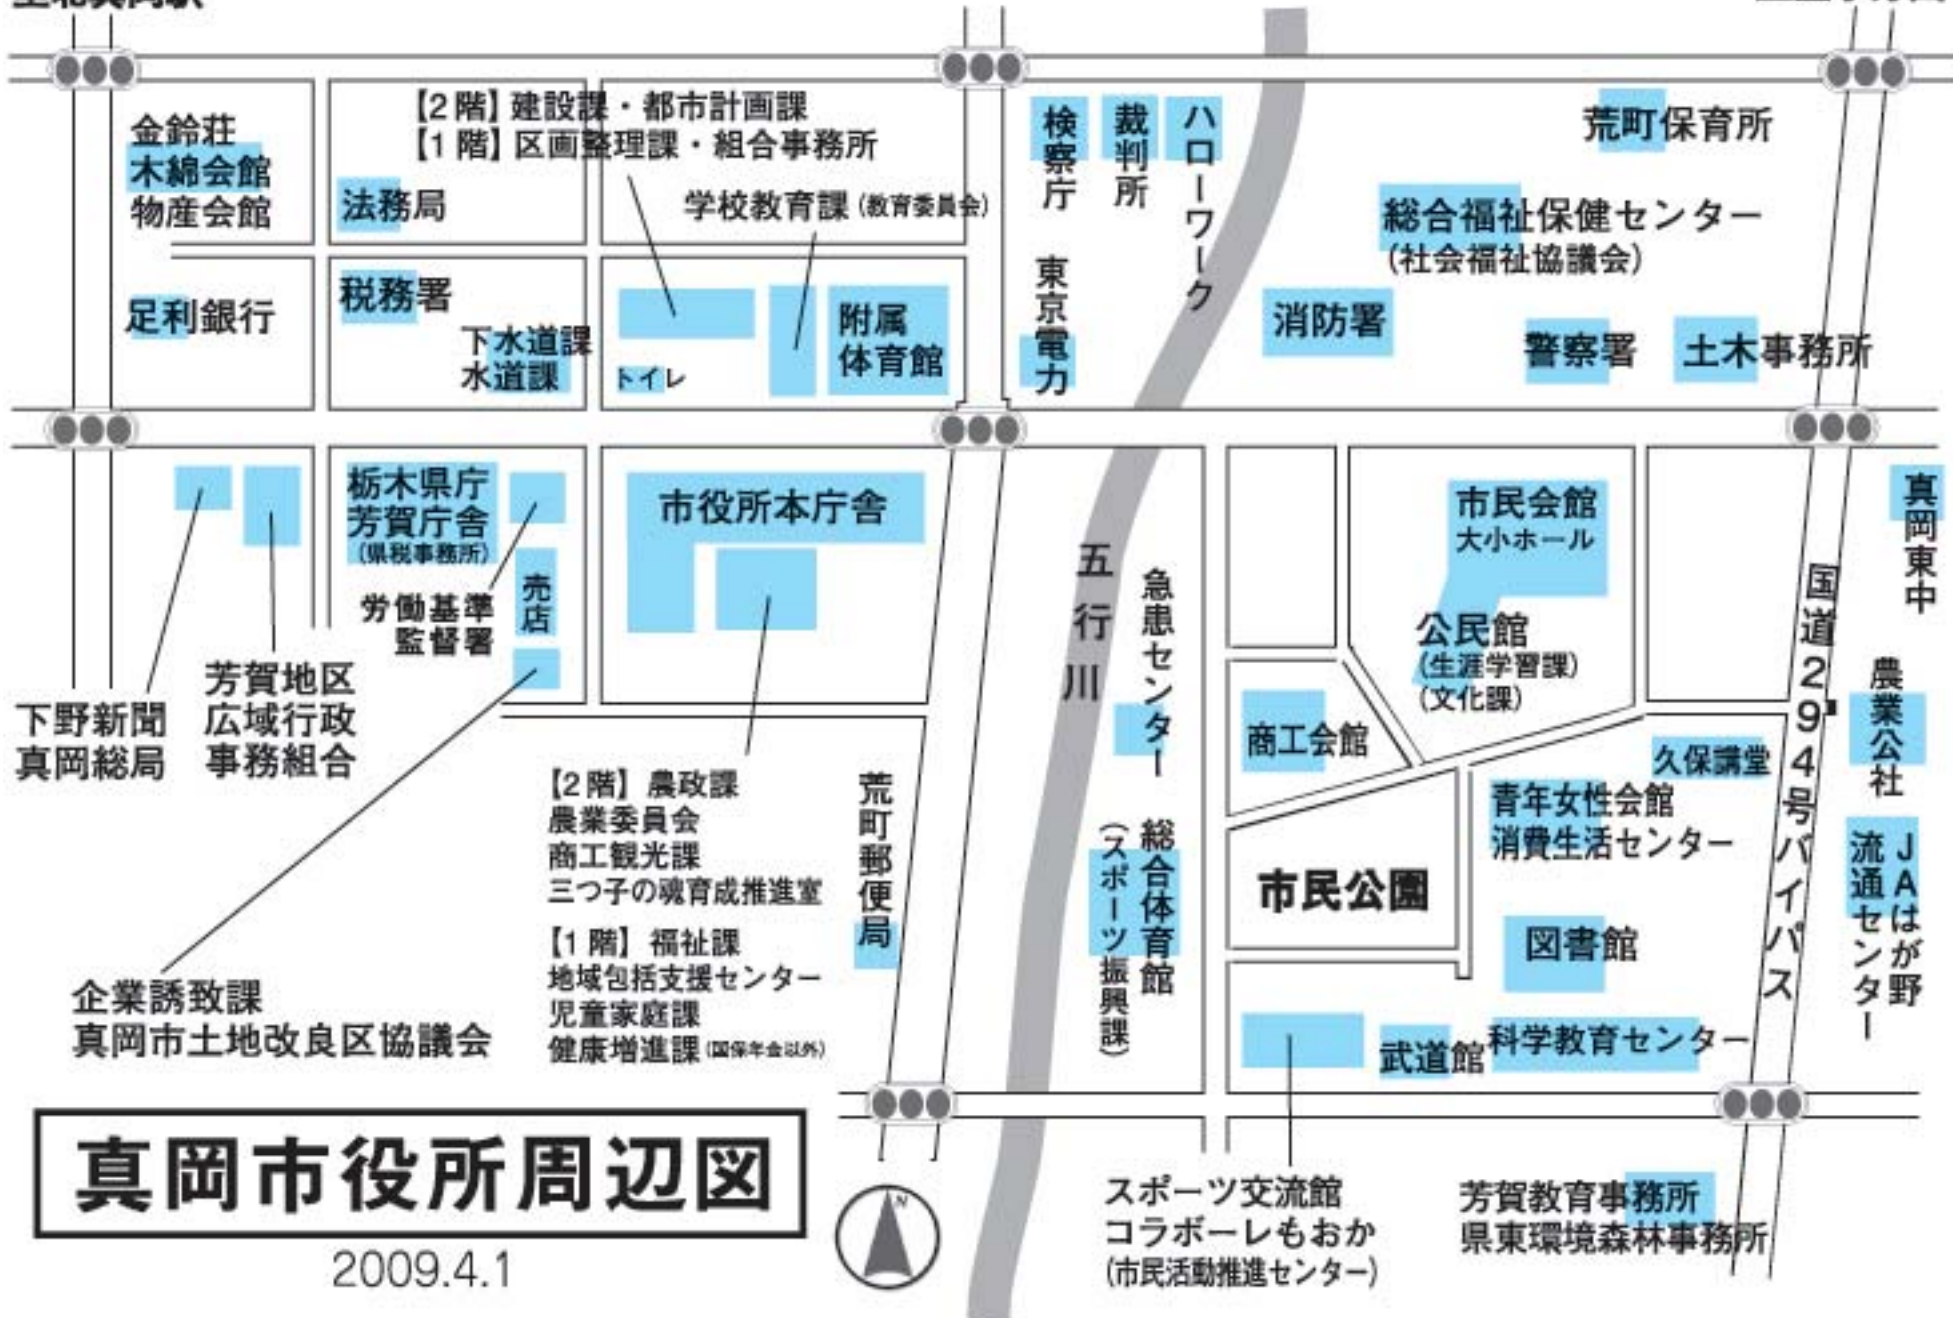 金鈴荘
木綿会館
物産会館
法務局
【2階】建設課・都市計画課
【1階】区画整理課・組合事務所
学校教育課(教育委員会)
検察庁
裁判所
ハローワーク
荒町保育所
総合福祉保健センター
(社会福祉協議会)
足利銀行
税務署
下水道課
水道課
トイレ
附属
体育館
東京電力
消防署
警察署
土木事務所
栃木県庁
芳賀庁舎
(県税事務所)
労働基準
監督署
売店
市役所本庁舎
五行川
急患センター
市民会館
大小ホール
公民館
(生涯学習課)
(文化課)
国道294号バイパス
真岡東中
農業公社
下野新聞
真岡総局
芳賀地区
広域行政
事務組合
商工会館
久保講堂
青年女性会館
消費生活センター
【2階】農政課
農業委員会
商工観光課
三つ子の魂育成推進室
【1階】福祉課
地域包括支援センター
児童家庭課
健康増進課(国保年金以外)
荒町郵便局
総合体育館
(スポーツ振興課)
市民公園
図書館
JAはが野
流通センター
企業誘致課
真岡市土地改良区協議会
武道館
科学教育センター
真岡市役所周辺図
2009.4.1
N
スポーツ交流館
コラボーレもおか
(市民活動推進センター)
芳賀教育事務所
県東環境森林事務所